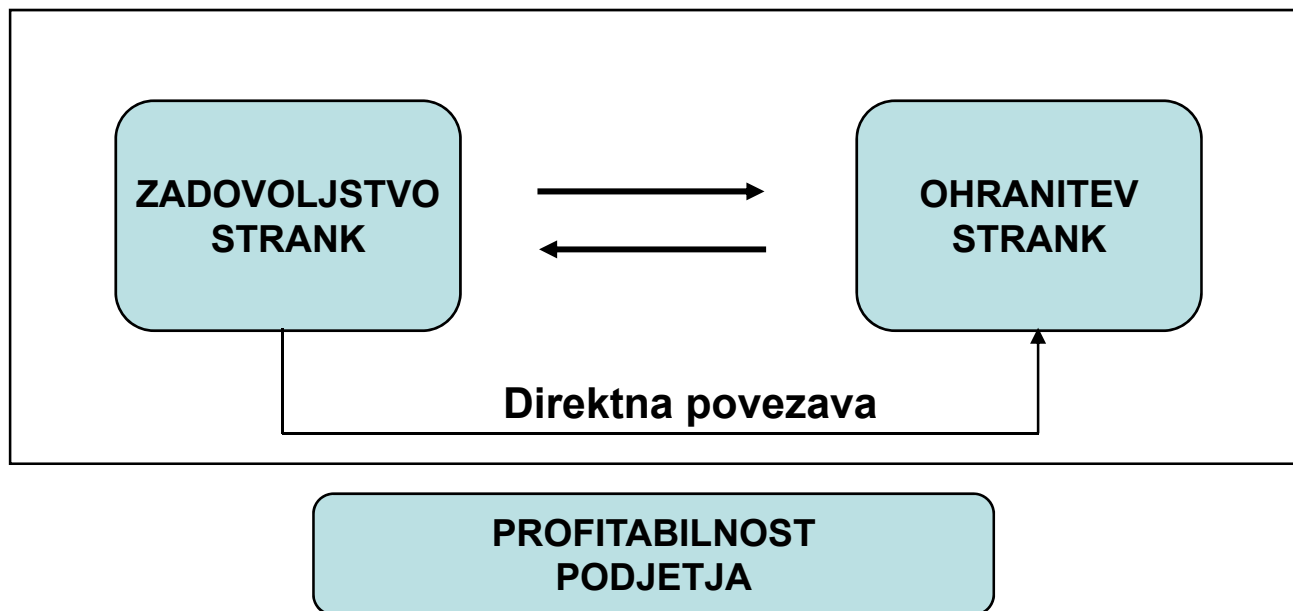 ZADOVOLJSTVO
STRANK
OHRANITEV
STRANK
Direktna povezava
PROFITABILNOST
PODJETJA